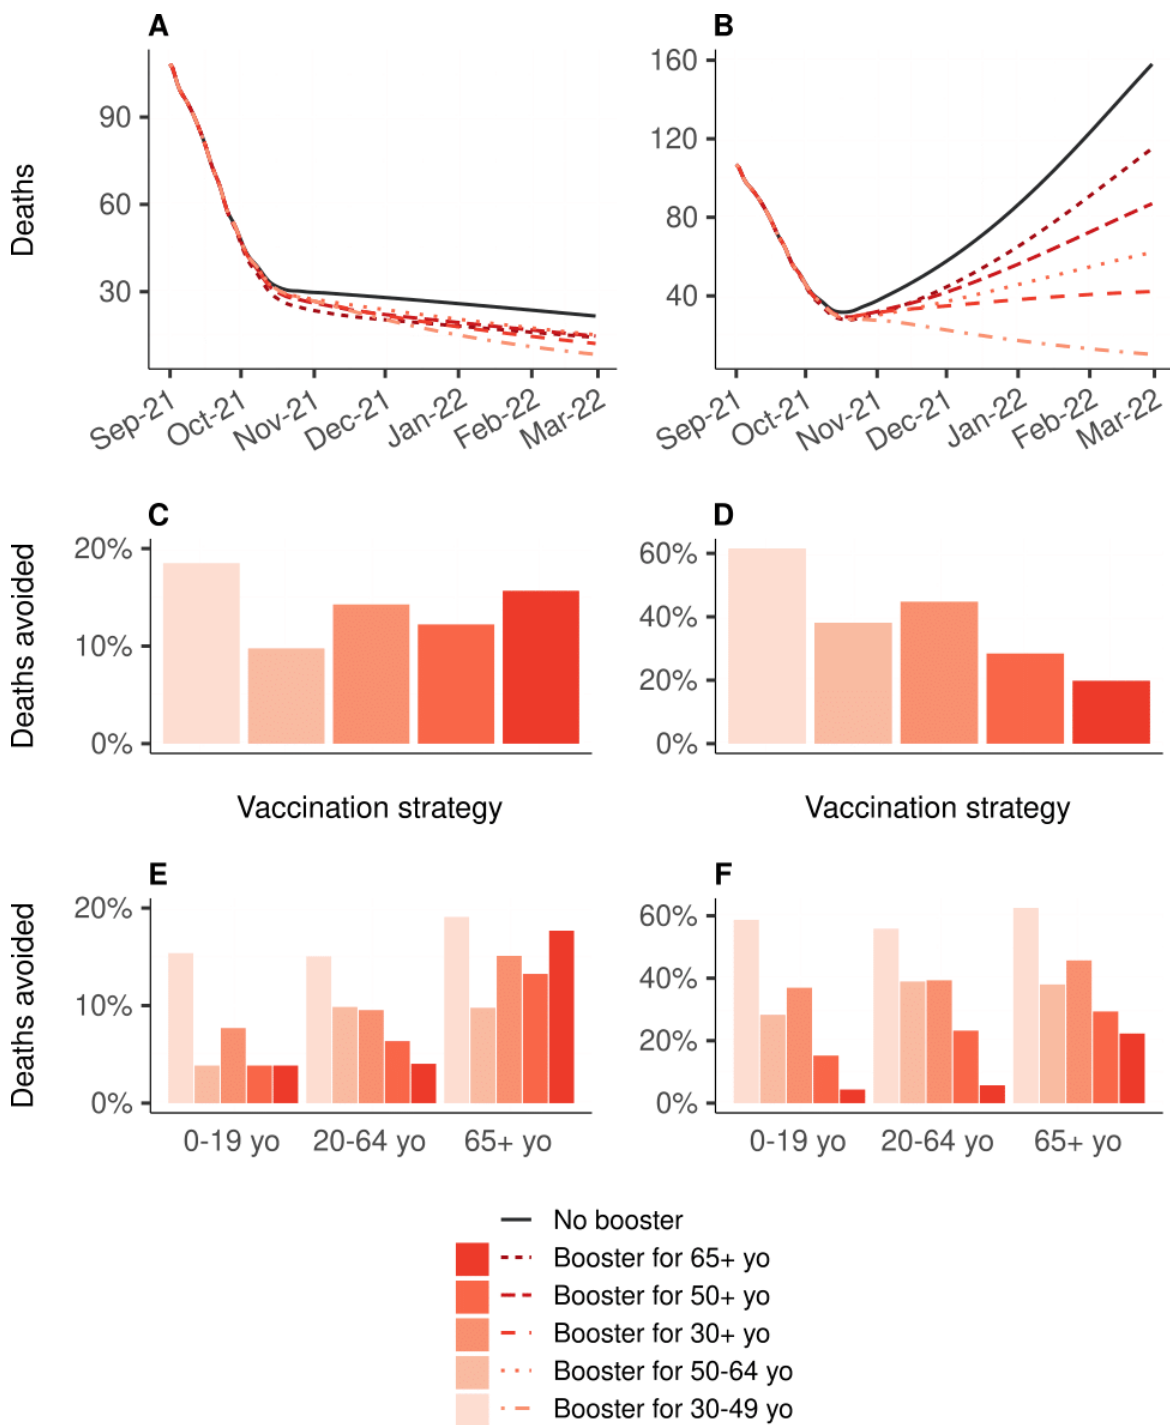 A
B
Deaths
90
60
30
160
120
80
40
Sep-21
Oct-21
Nov-21
Dec-21
Jan-22
Feb-22
Mar-22
Sep-21
Oct-21
Nov-21
Dec-21
Jan-22
Feb-22
Mar-22
C
D
Deaths avoided
20%
10%
0%
60%
40%
20%
0%
Vaccination strategy
Vaccination strategy
E
F
Deaths avoided
20%
10%
0%
60%
40%
20%
0%
0-19 yo
20-64 yo
65+ yo
0-19 yo
20-64 yo
65+ yo
No booster
Booster for 65+ yo
Booster for 50+ yo
Booster for 30+ yo
Booster for 50-64 yo
Booster for 30-49 yo